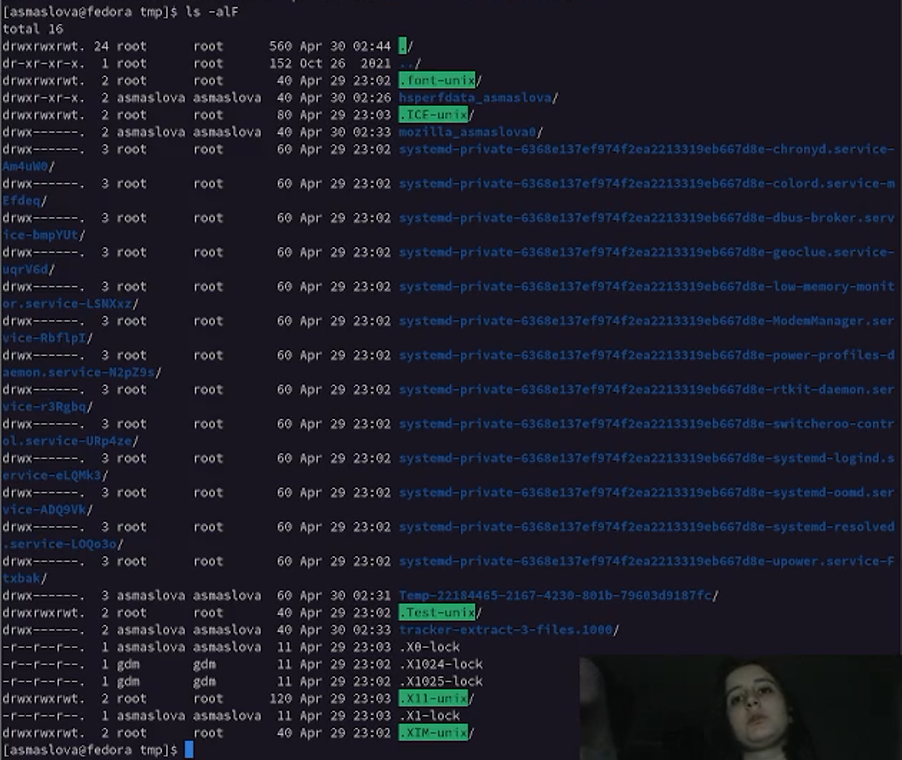 [asmaslova@fedora tmp]$ ls -alF
total 16
drwxrwxrwt. 24 root      root      560 Apr 30 02:44 ./
dr-xr-xr-x.  1 root      root      152 Oct 26  2021 ../
drwxrwxrwt.  2 root      root       40 Apr 29 23:02 .font-unix/
drwxr-xr-x.  2 asmaslova asmaslova  40 Apr 30 02:26 hsperfdata_asmaslova/
drwxrwxrwt.  2 root      root       80 Apr 29 23:03 .ICE-unix/
drwx------.  2 asmaslova asmaslova  40 Apr 30 02:33 mozilla_asmaslova0/
drwx------.  3 root      root       60 Apr 29 23:02 systemd-private-6368e137ef974f2ea2213319eb667d8e-chronyd.service-
Am4uW0/
drwx------.  3 root      root       60 Apr 29 23:02 systemd-private-6368e137ef974f2ea2213319eb667d8e-colord.service-m
Efdeq/
drwx------.  3 root      root       60 Apr 29 23:02 systemd-private-6368e137ef974f2ea2213319eb667d8e-dbus-broker.serv
ice-bmpYUt/
drwx------.  3 root      root       60 Apr 29 23:02 systemd-private-6368e137ef974f2ea2213319eb667d8e-geoclue.service-
uqrV6d/
drwx------.  3 root      root       60 Apr 29 23:02 systemd-private-6368e137ef974f2ea2213319eb667d8e-low-memory-monit
or.service-LSNXxz/
drwx------.  3 root      root       60 Apr 29 23:02 systemd-private-6368e137ef974f2ea2213319eb667d8e-ModemManager.ser
vice-RbflpI/
drwx------.  3 root      root       60 Apr 29 23:02 systemd-private-6368e137ef974f2ea2213319eb667d8e-power-profiles-d
aemon.service-N2pZ9s/
drwx------.  3 root      root       60 Apr 29 23:02 systemd-private-6368e137ef974f2ea2213319eb667d8e-rtkit-daemon.ser
vice-r3Rgbq/
drwx------.  3 root      root       60 Apr 29 23:02 systemd-private-6368e137ef974f2ea2213319eb667d8e-switcheroo-contr
ol.service-URp4ze/
drwx------.  3 root      root       60 Apr 29 23:02 systemd-private-6368e137ef974f2ea2213319eb667d8e-systemd-logind.s
ervice-eLQMk3/
drwx------.  3 root      root       60 Apr 29 23:02 systemd-private-6368e137ef974f2ea2213319eb667d8e-systemd-oomd.ser
vice-ADQ9Vk/
drwx------.  3 root      root       60 Apr 29 23:02 systemd-private-6368e137ef974f2ea2213319eb667d8e-systemd-resolved
.service-LOQo3o/
drwx------.  3 root      root       60 Apr 29 23:02 systemd-private-6368e137ef974f2ea2213319eb667d8e-upower.service-F
txbak/
drwx------.  3 asmaslova asmaslova  60 Apr 30 02:31 Temp-22184465-2167-4230-801b-79603d9187fc/
drwxrwxrwt.  2 root      root       40 Apr 29 23:02 .Test-unix/
drwx------.  2 asmaslova asmaslova  40 Apr 30 02:33 tracker-extract-3-files.1000/
-r--r--r--.  1 asmaslova asmaslova  11 Apr 29 23:03 .X0-lock
-r--r--r--.  1 gdm       gdm        11 Apr 29 23:02 .X1024-lock
-r--r--r--.  1 gdm       gdm        11 Apr 29 23:02 .X1025-lock
drwxrwxrwt.  2 root      root      120 Apr 29 23:03 .X11-unix/
-r--r--r--.  1 asmaslova asmaslova  11 Apr 29 23:03 .X1-lock
drwxrwxrwt.  2 root      root       40 Apr 29 23:02 .XIM-unix/
[asmaslova@fedora tmp]$